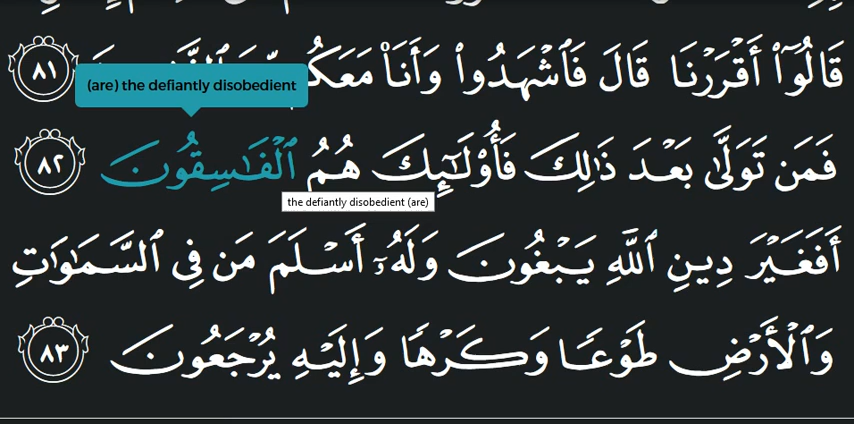 قَالُوٓا۟ أَقْرَرْنَا قَالَ فَٱشْهَدُوا۟ وَأَنَا۠ مَعَكُم ٨١
(are) the defiantly disobedient
فَمَن تَوَلَّىٰ بَعْدَ ذَٰلِكَ فَأُو۟لَـٰٓئِكَ هُمُ ٱلْفَـٰسِقُونَ ٨٢
the defiantly disobedient (are)
أَفَغَيْرَ دِينِ ٱللَّهِ يَبْغُونَ وَلَهُۥٓ أَسْلَمَ مَن فِى ٱلسَّمَـٰوَٰتِ
وَٱلْأَرْضِ طَوْعًا وَكَرْهًا وَإِلَيْهِ يُرْجَعُونَ ٨٣